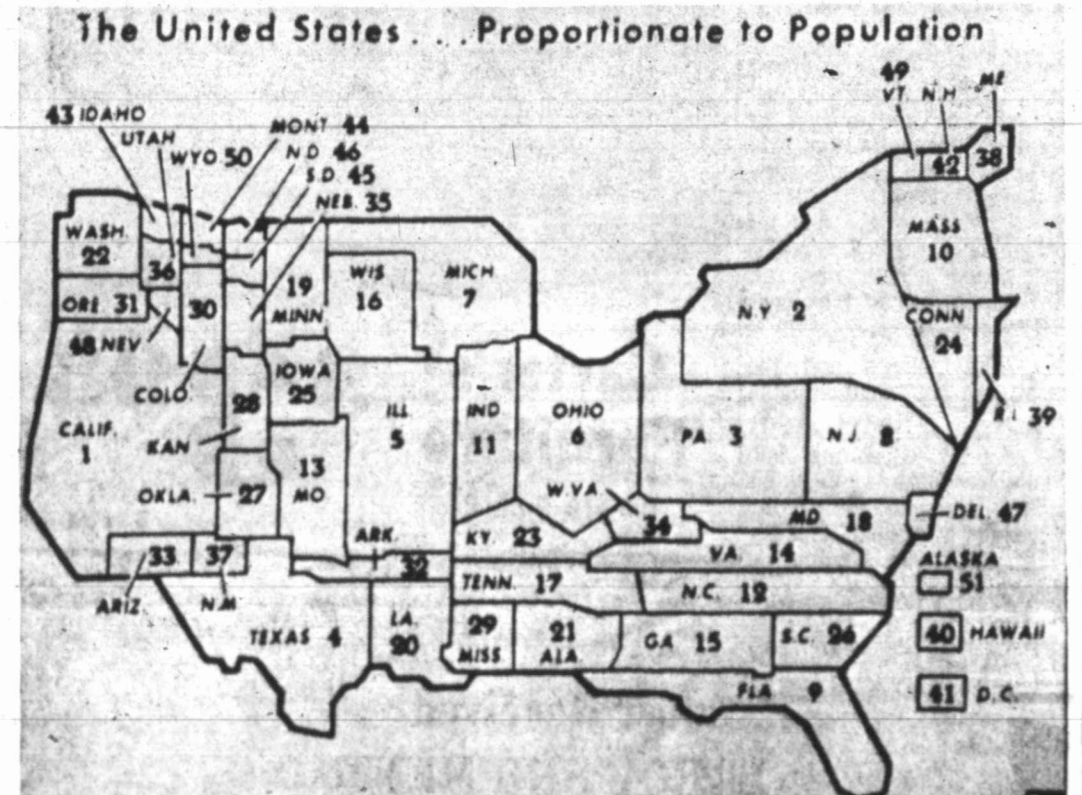 The United States . . . Proportionate to Population
49
VT. N.H. ME
43 IDAHO
UTAH
WYO. 50
MONT. 44
N.D. 46
S.D. 45
NEB. 35
42
38
WASH.
22
36
30
19
MINN
WIS
16
MICH
7
MASS
10
ORE 31
48 NEV
N.Y. 2
CONN
24
COLO.
IOWA
25
28
KAN
CALIF.
1
ILL.
5
IND
11
OHIO
6
PA 3
N.J. 8
R.I. 39
OKLA.
27
13
MO
W.VA
34
ARK.
32
KY. 23
MD 18
DEL. 47
VA. 14
33
37
ARIZ.
N.M
TENN. 17
N.C. 12
ALASKA
51
TEXAS 4
LA.
20
29
MISS
21
ALA
GA 15
S.C. 26
40 HAWAII
FLA 9
41 D.C.